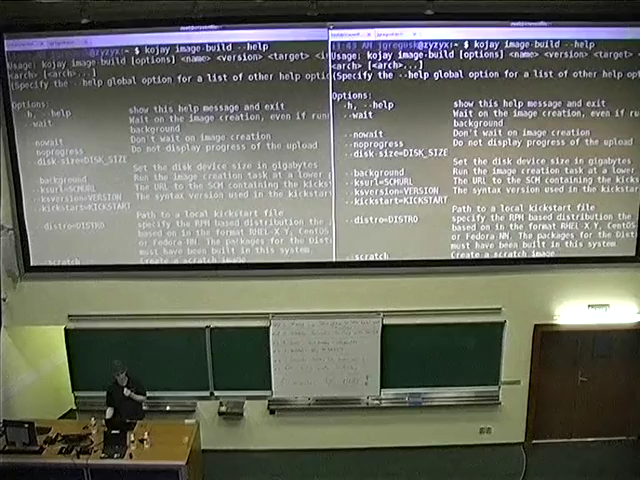 $ kojay image-build --help
Usage: kojay image-build [options] <name> <version> <target> <i
<arch> [<arch>...]
(Specify the --help global option for a list of other help opti
Options:
-h, --help show this help message and exit
--wait Wait on the image creation, even if run
background
--nowait Don't wait on image creation
--noprogress Do not display progress of the upload
--disk-size=DISK_SIZE
Set the disk device size in gigabytes
--background Run the image creation task at a lower
--ksurl=SCMURL The URL to the SCM containing the kicks
--ksversion=VERSION The syntax version used in the kickstar
--kickstart=KICKSTART
Path to a local kickstart file
--distro=DISTRO specify the RPM based distribution the
based on in the format RHEL-X.Y, CentOS
or Fedora-NN. The packages for the Dist
must have been built in this system.
--scratch Create a scratch image
11:43 AM jgregusk@zyzyx:~ $ kojay image-build --help
Usage: kojay image-build [options] <name> <version> <target> <i
<arch> [<arch>...]
(Specify the --help global option for a list of other help opti
Options:
-h, --help show this help message and exit
--wait Wait on the image creation, even if run
background
--nowait Don't wait on image creation
--noprogress Do not display progress of the upload
--disk-size=DISK_SIZE
Set the disk device size in gigabytes
--background Run the image creation task at a lower
--ksurl=SCMURL The URL to the SCM containing the kicks
--ksversion=VERSION The syntax version used in the kickstar
--kickstart=KICKSTART
Path to a local kickstart file
--distro=DISTRO specify the RPM based distribution the
based on in the format RHEL-X.Y, CentOS
or Fedora-NN. The packages for the Dist
must have been built in this system.
--scratch Create a scratch image